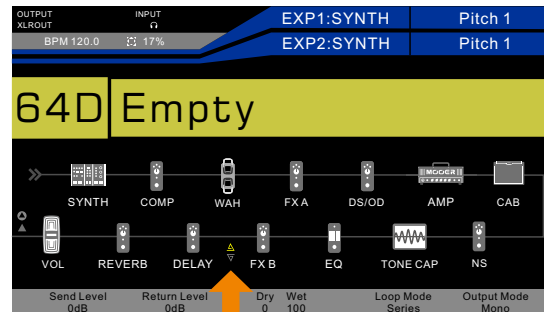 OUTPUT INPUT EXP1:SYNTH Pitch 1
XLROUT
BPM 120.0 17% EXP2:SYNTH Pitch 1
64D Empty
MOOER
SYNTH COMP WAH FX A DS/OD AMP CAB
VOL REVERB DELAY FX B EQ TONE CAP NS
Send Level Return Level Dry Wet Loop Mode Output Mode
0dB 0dB 0 100 Series Mono